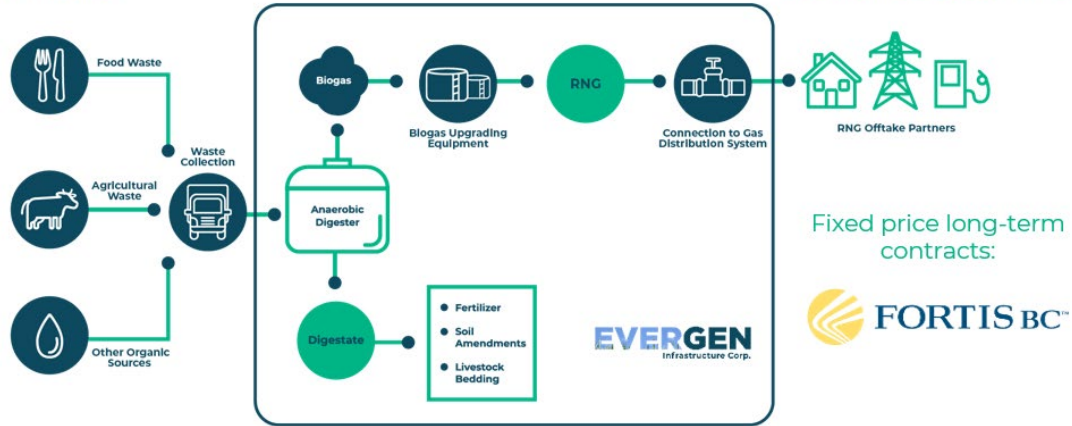 Food Waste
Agricultural
Waste
Other Organic
Sources
Waste
Collection
Biogas
Biogas Upgrading
Equipment
RNG
Connection to Gas
Distribution System
RNG Offtake Partners
Anaerobic
Digester
Digestate
Fertilizer
Soil
Amendments
Livestock
Bedding
EVERGEN
Infrastructure Corp.
Fixed price long-term
contracts:
FORTIS BC™